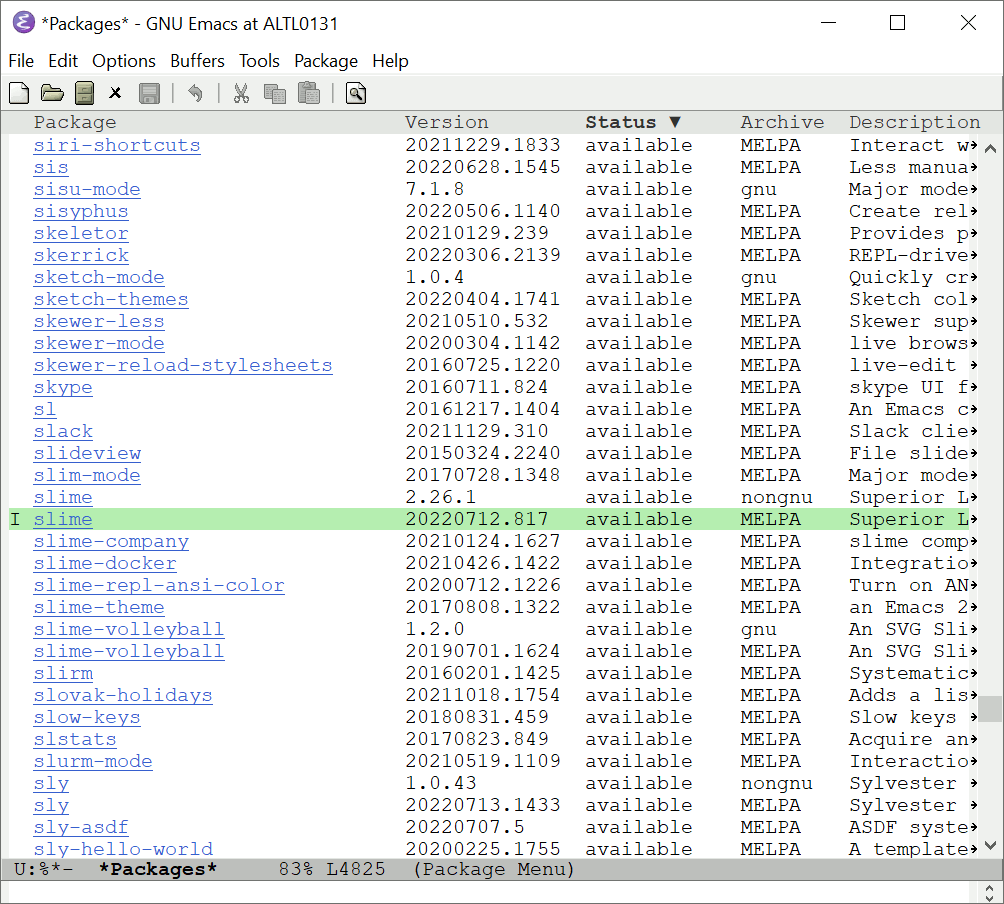 *Packages* - GNU Emacs at ALTL0131
File Edit Options Buffers Tools Package Help
Package Version Status ▼ Archive Description
siri-shortcuts 20211229.1833 available MELPA Interact w
sis 20220628.1545 available MELPA Less manua
sisu-mode 7.1.8 available gnu Major mode
sisyphus 20220506.1140 available MELPA Create rel
skeletor 20210129.239 available MELPA Provides p
skerrick 20220306.2139 available MELPA REPL-drive
sketch-mode 1.0.4 available gnu Quickly cr
sketch-themes 20220404.1741 available MELPA Sketch col
skewer-less 20210510.532 available MELPA Skewer sup
skewer-mode 20200304.1142 available MELPA live brows
skewer-reload-stylesheets 20160725.1220 available MELPA live-edit
skype 20160711.824 available MELPA skype UI f
sl 20161217.1404 available MELPA An Emacs c
slack 20211129.310 available MELPA Slack clie
slideview 20150324.2240 available MELPA File slide
slim-mode 20170728.1348 available MELPA Major mode
slime 2.26.1 available nongnu Superior L
I slime 20220712.817 available MELPA Superior L
slime-company 20210124.1627 available MELPA slime comp
slime-docker 20210426.1422 available MELPA Integratio
slime-repl-ansi-color 20200712.1226 available MELPA Turn on AN
slime-theme 20170808.1322 available MELPA an Emacs 2
slime-volleyball 1.2.0 available gnu An SVG Sli
slime-volleyball 20190701.1624 available MELPA An SVG Sli
slirm 20160201.1425 available MELPA Systematic
slovak-holidays 20211018.1754 available MELPA Adds a lis
slow-keys 20180831.459 available MELPA Slow keys
slstats 20170823.849 available MELPA Acquire an
slurm-mode 20210519.1109 available MELPA Interactio
sly 1.0.43 available nongnu Sylvester
sly 20220713.1433 available MELPA Sylvester
sly-asdf 20220707.5 available MELPA ASDF syste
sly-hello-world 20200225.1755 available MELPA A template
U:%*- *Packages* 83% L4825 (Package Menu)